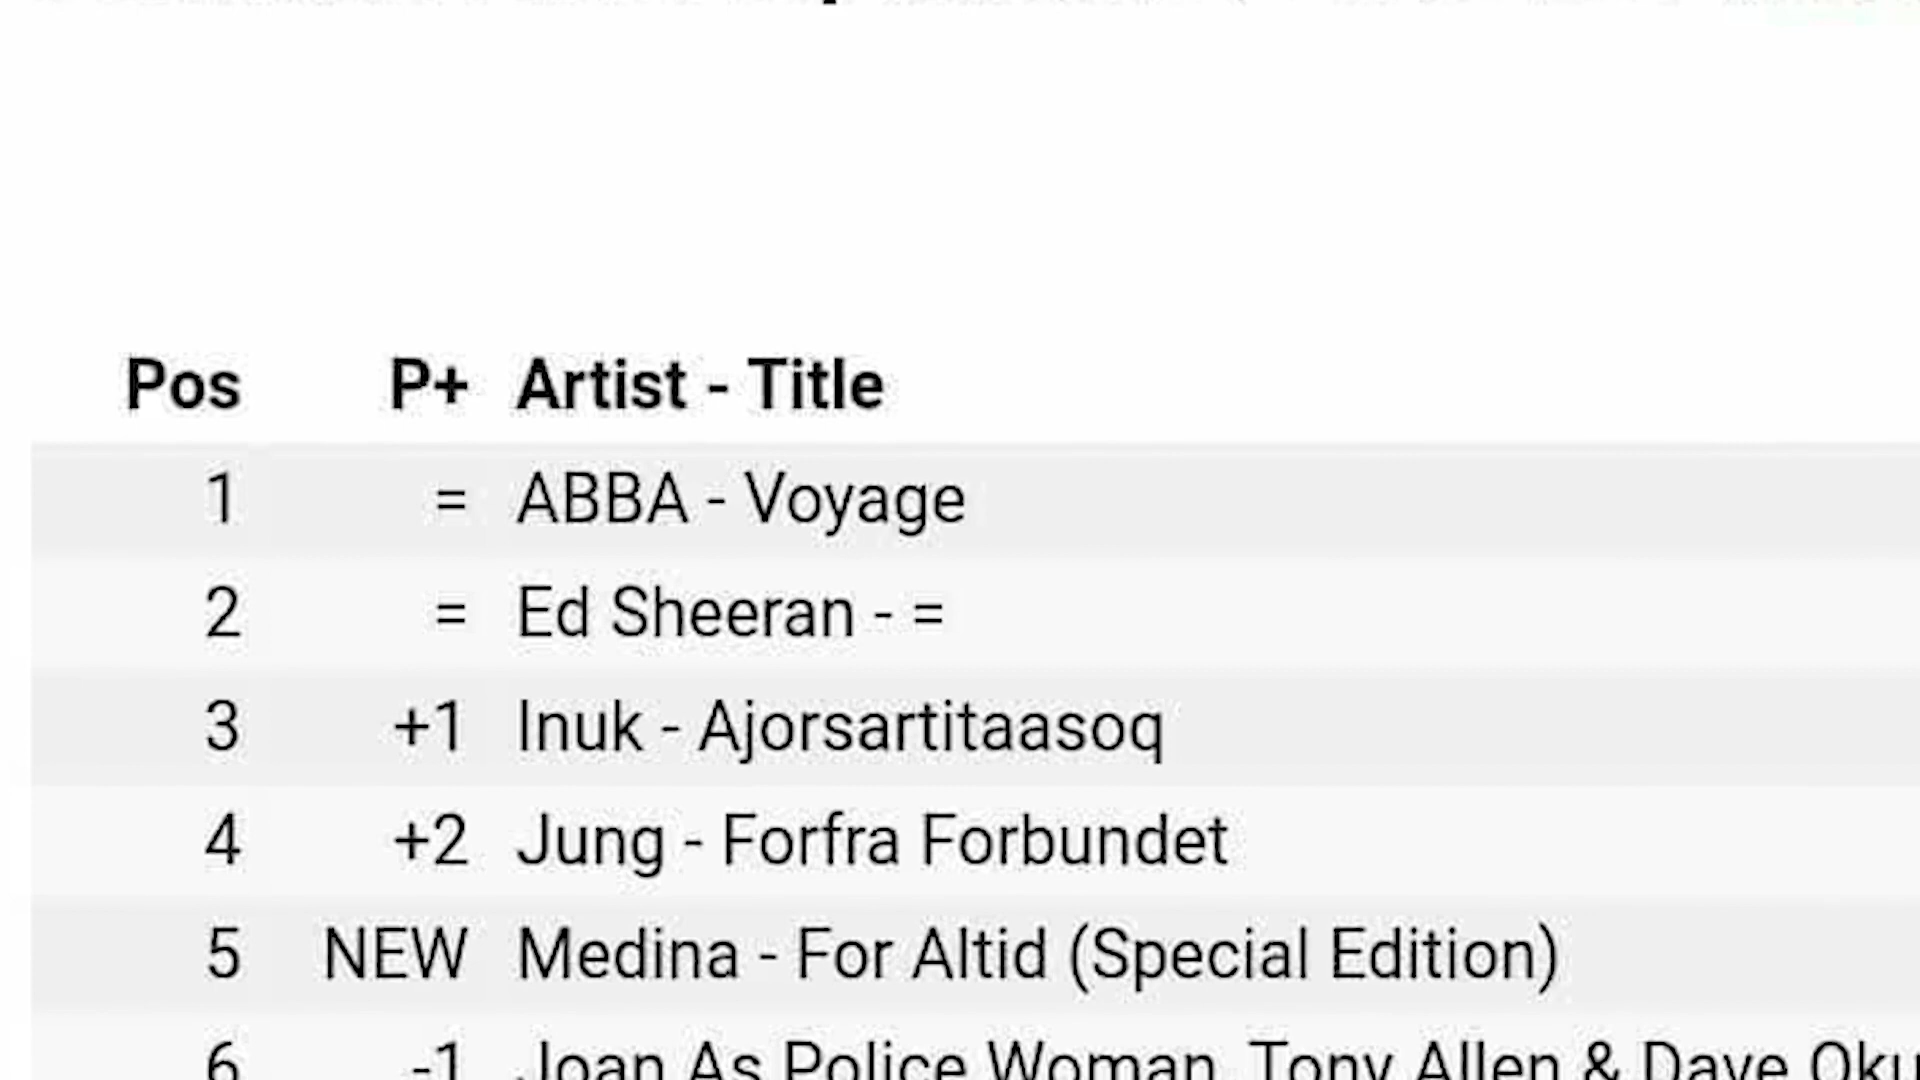 Pos P+ Artist - Title
1 = ABBA - Voyage
2 = Ed Sheeran - =
3 +1 Inuk - Ajorsartitaasoq
4 +2 Jung - Forfra Forbundet
5 NEW Medina - For Altid (Special Edition)
6 -1 Joan As Police Woman, Tony Allen & Dave